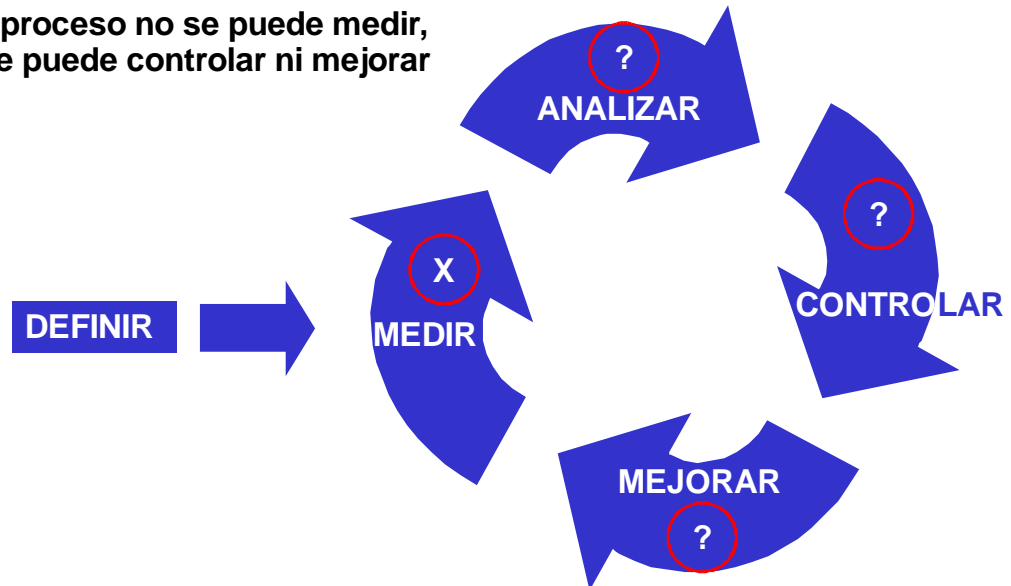 proceso no se puede medir,
e puede controlar ni mejorar
?
ANALIZAR
?
CONTROLAR
X
MEDIR
DEFINIR
MEJORAR
?